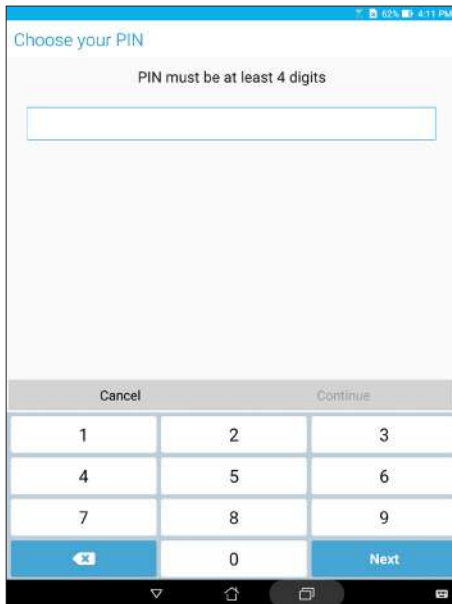 62% 4:11 PM
Choose your PIN
PIN must be at least 4 digits
Cancel Continue
1 2 3
4 5 6
7 8 9
0 Next